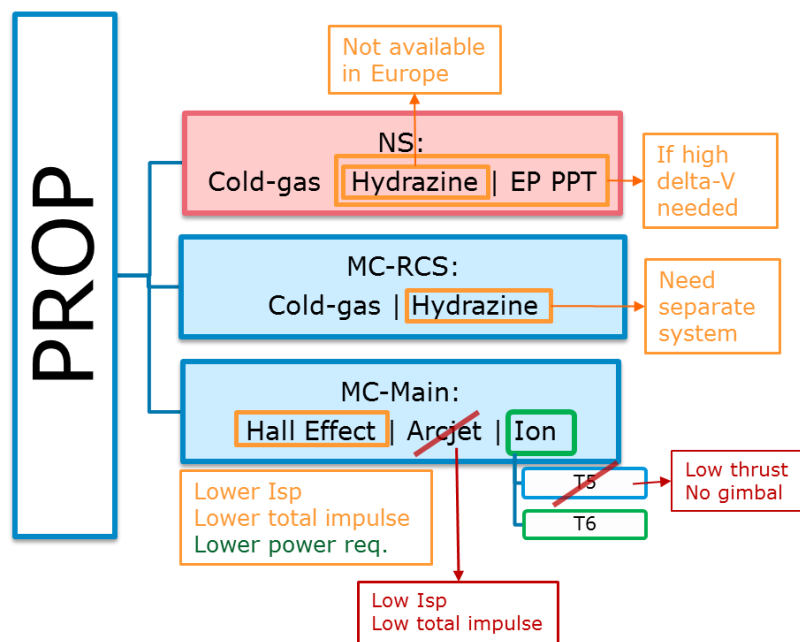 PROP
Not available
in Europe
NS:
Cold-gas Hydrazine | EP PPT
If high
delta-V
needed
MC-RCS:
Cold-gas | Hydrazine
Need
separate
system
MC-Main:
Hall Effect | Arcjet | Ion
T5
T6
Low thrust
No gimbal
Lower Isp
Lower total impulse
Lower power req.
Low Isp
Low total impulse